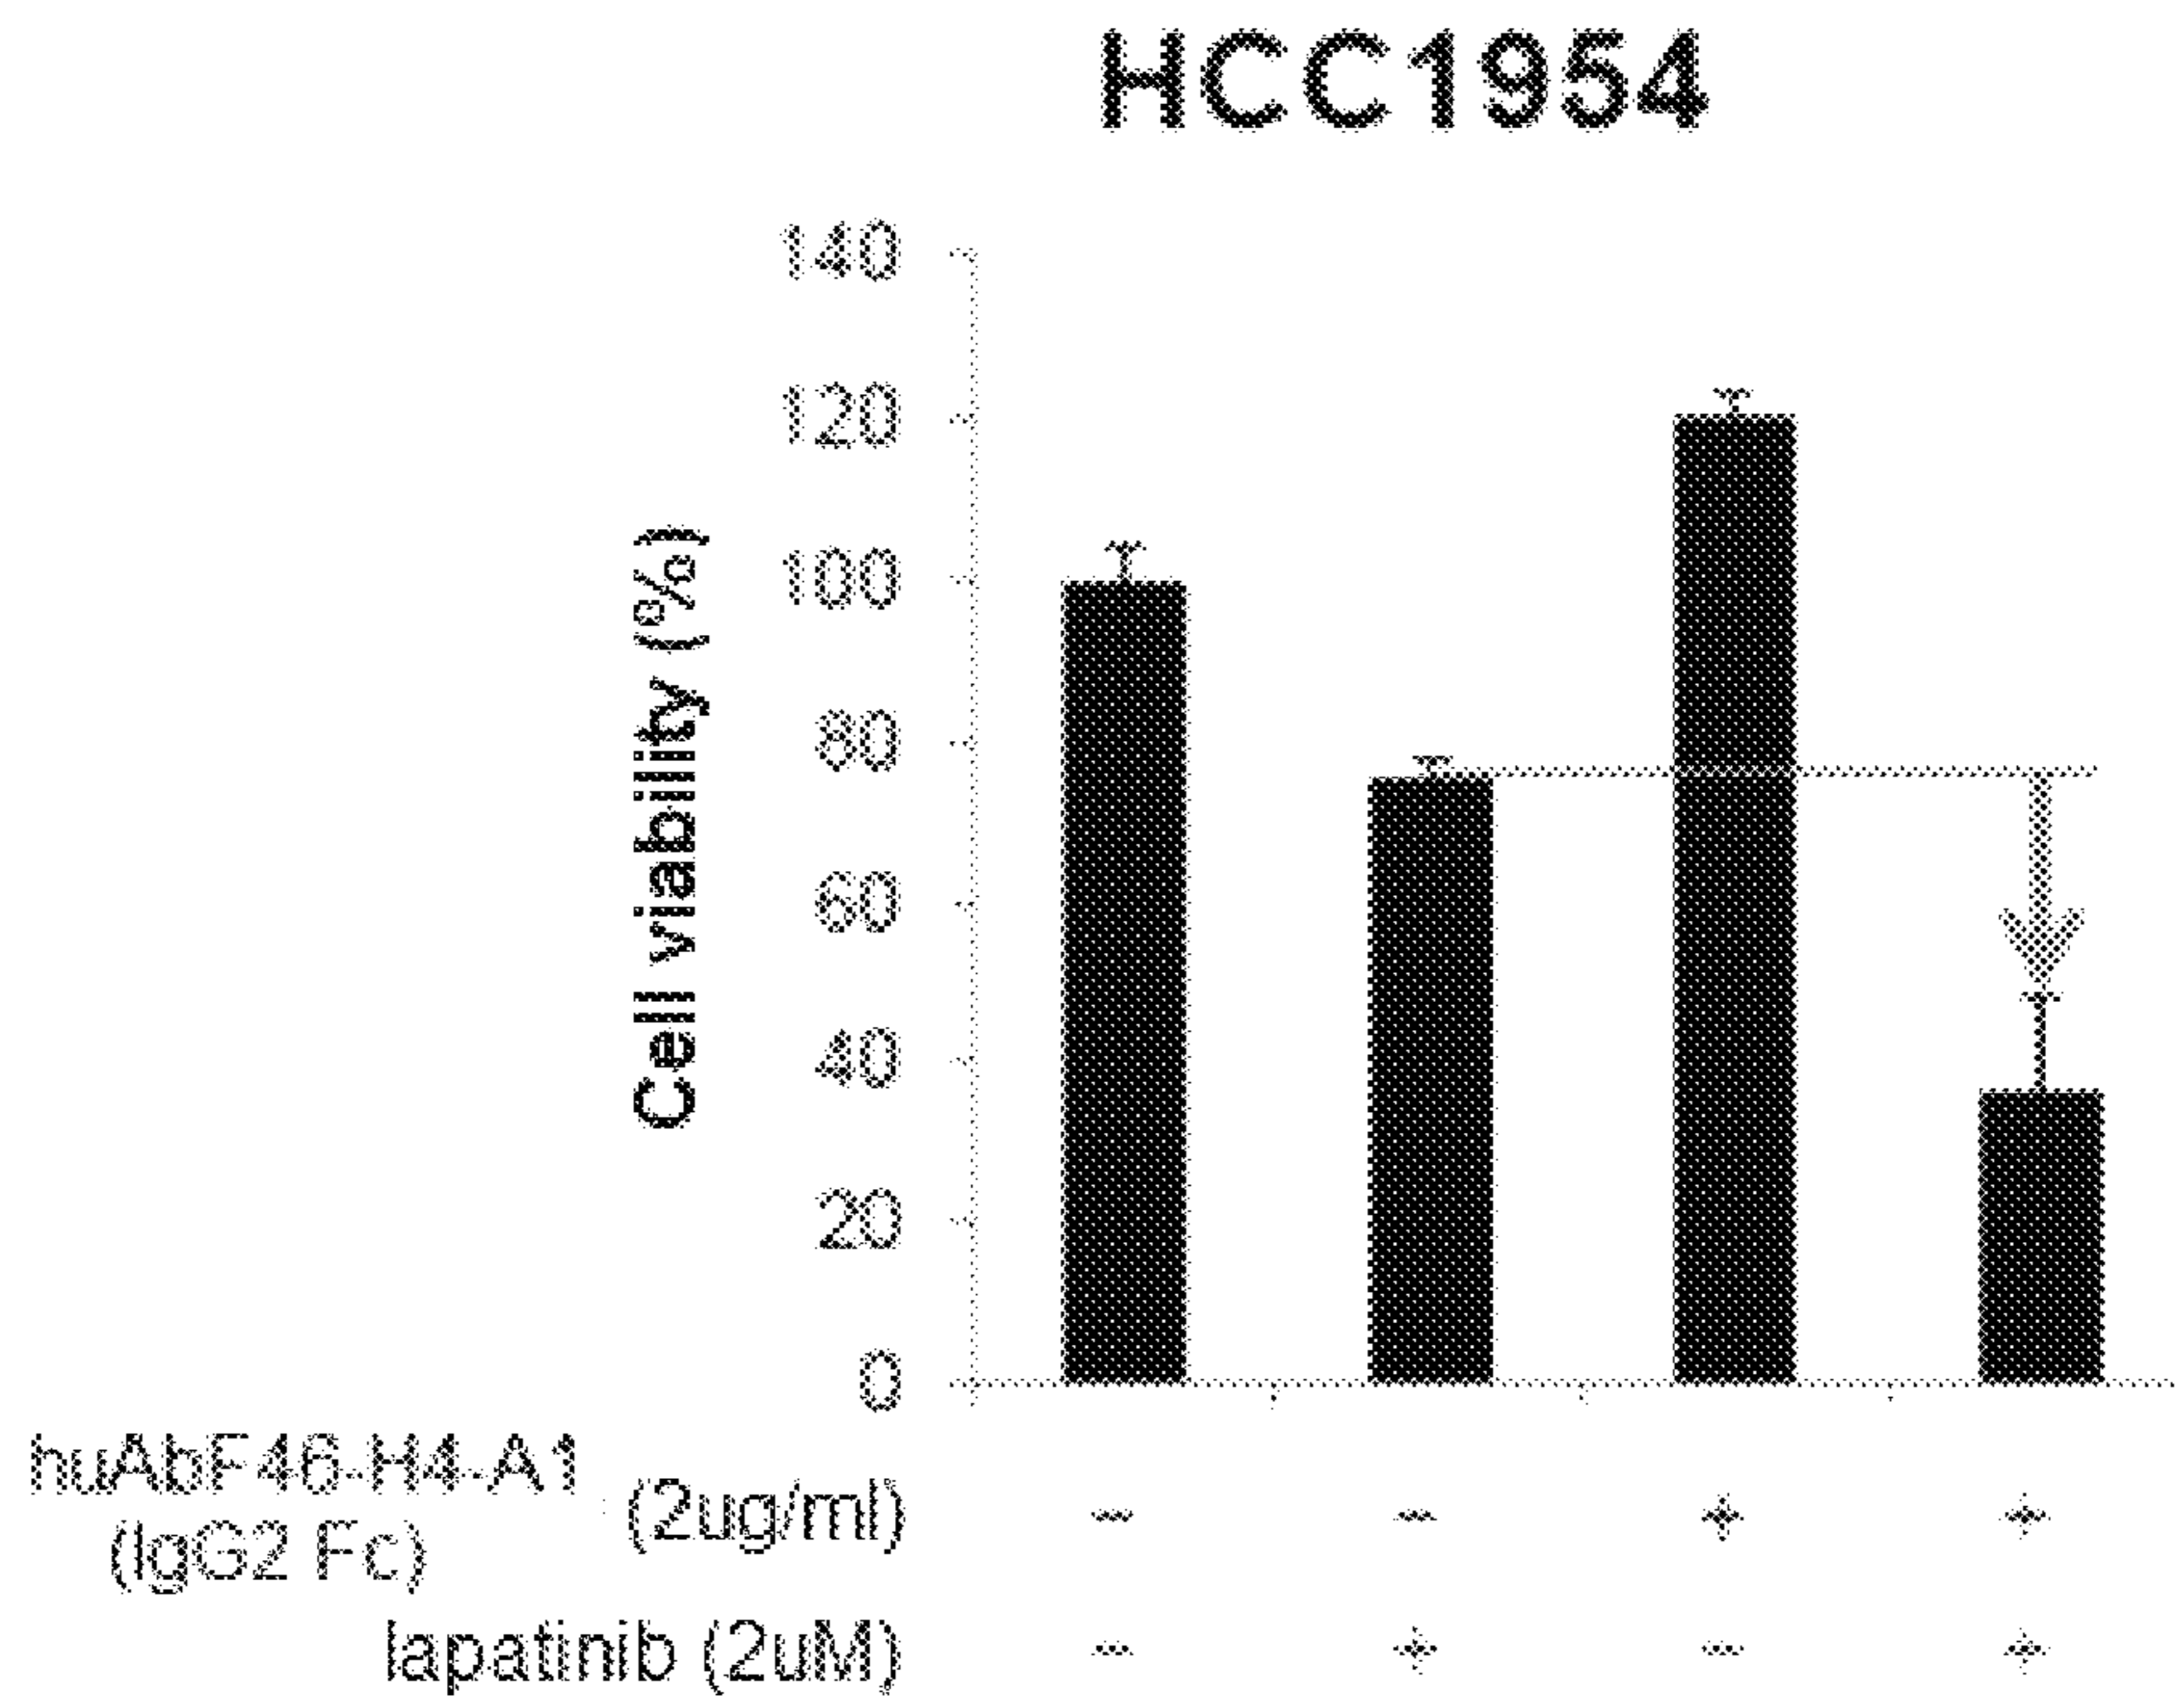 HCC1954
140
120
100
80
60
40
20
0
Cell viability (%)
huAbF46-H4-A1
(IgG2 Fc)
(2ug/ml) - - + +
lapatinib (2uM) - + - +